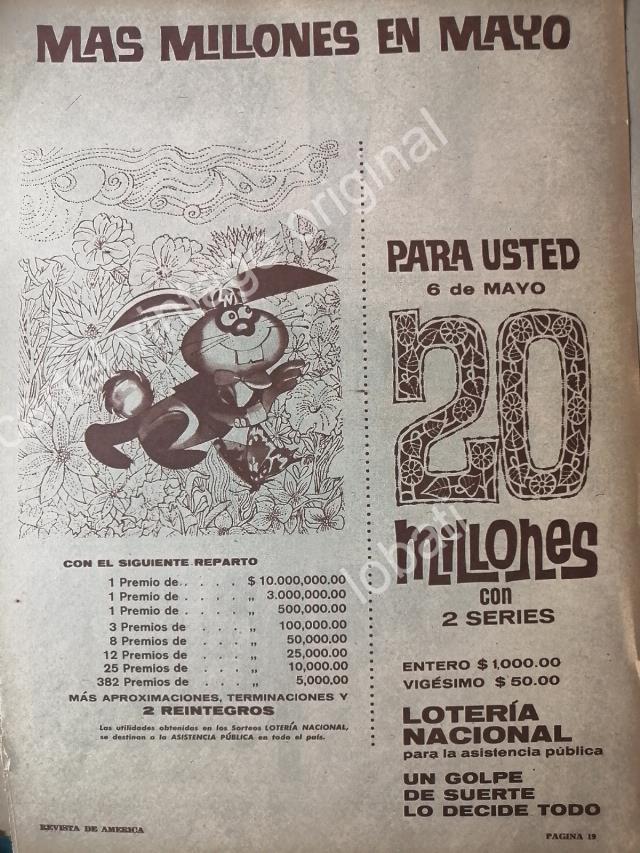 MAS MILLONES EN MAYO
PARA USTED
6 de MAYO
20
millones
con
2 SERIES
ENTERO $ 1,000.00
VIGÉSIMO $ 50.00
LOTERÍA
NACIONAL
para la asistencia pública
UN GOLPE
DE SUERTE
LO DECIDE TODO
CON EL SIGUIENTE REPARTO
1 Premio de. . . . . $ 10.000,000.00
1 Premio de . . . . „ 3.000,000.00
1 Premio de . . . . „ 500,000.00
3 Premios de . . . . „ 100,000.00
8 Premios de . . . . „ 50,000.00
12 Premios de . . . . „ 25,000.00
25 Premios de . . . . „ 10,000.00
382 Premios de . . . . „ 5,000,00
MÁS APROXIMACIONES, TERMINACIONES Y
2 REINTEGROS
Las utilidades obtenidas en los Sorteos LOTERÍA NACIONAL,
se destinan a la ASISTENCIA PÚBLICA en todo el país.
REVISTA DE AMERICA
PAGINA 19
original
lobati